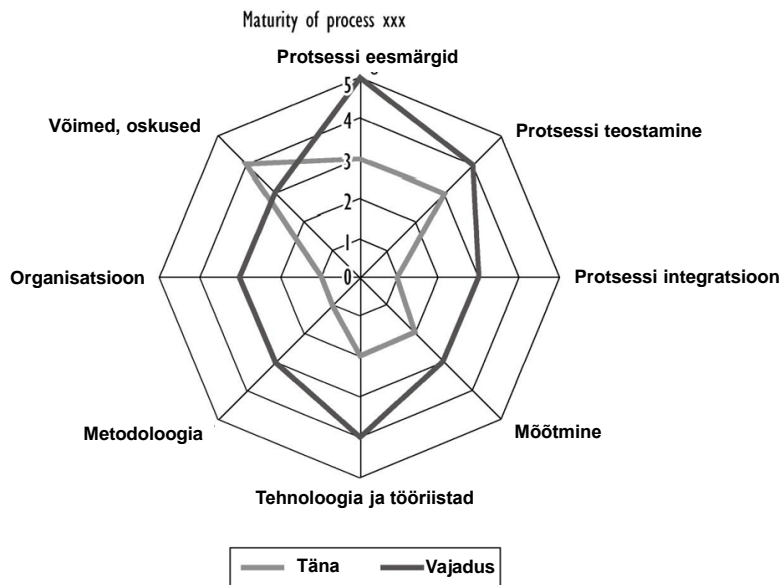 Maturity of process xxx
Protsessi eesmärgid
5
Võimed, oskused
4
Protsessi teostamine
3
2
1
Organisatsioon
0
Protsessi integratsioon
Metodoloogia
Mõõtmine
Tehnoloogia ja tööriistad
Täna
Vajadus